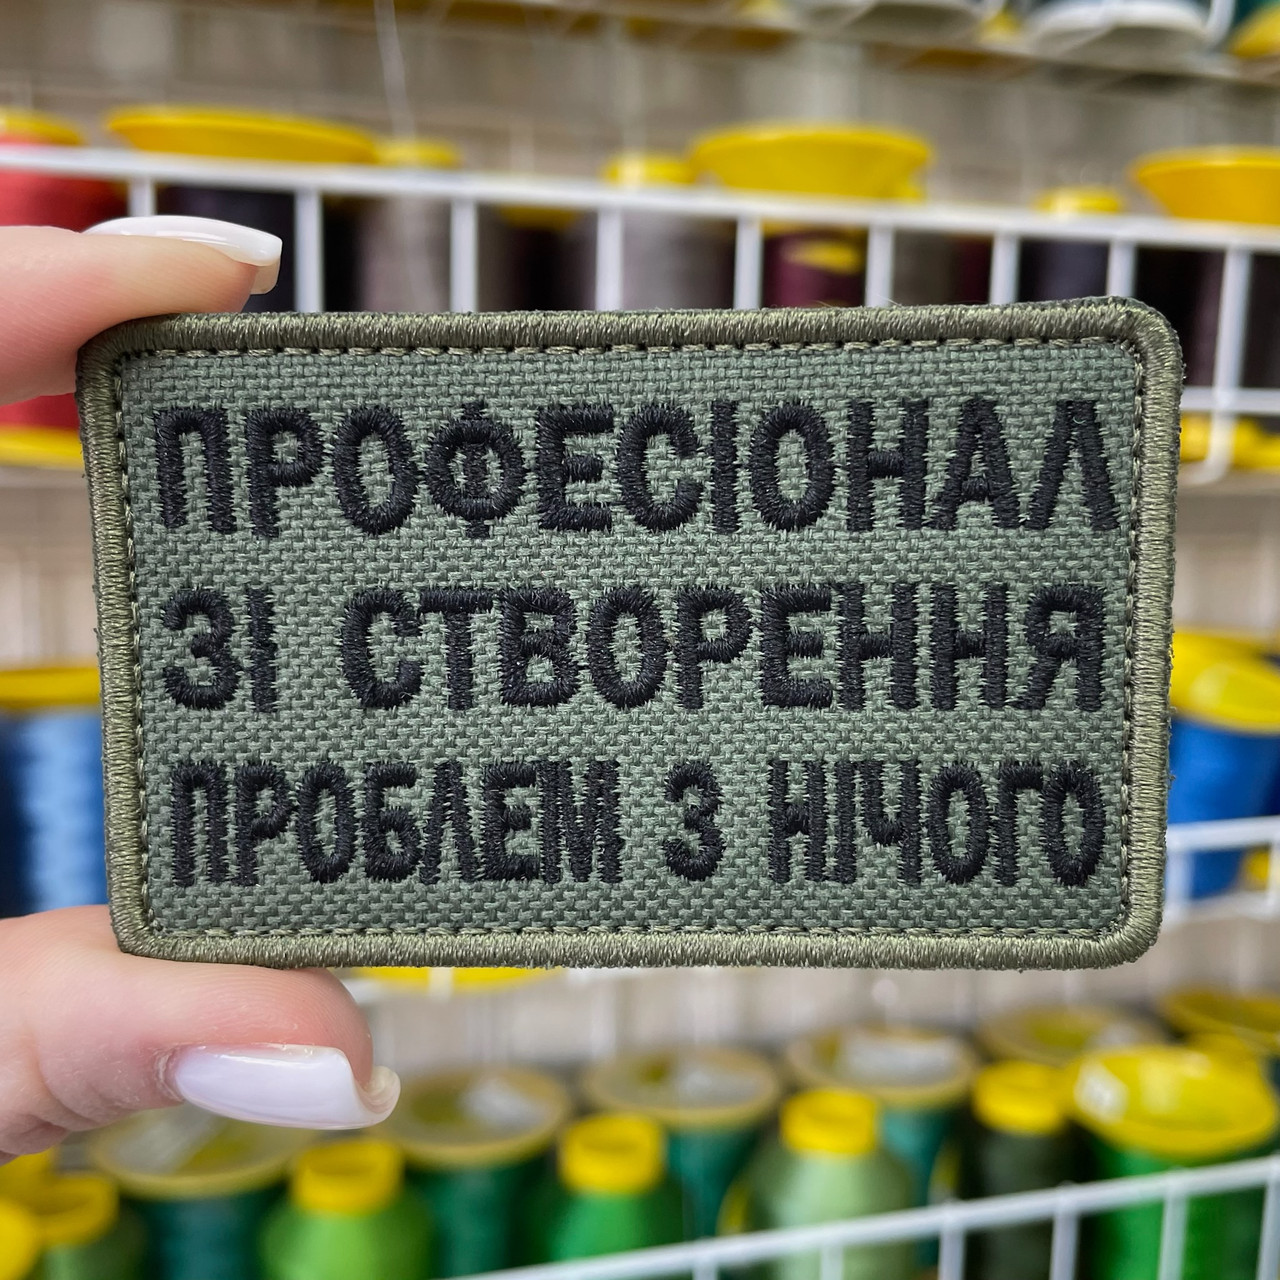 ПРОФЕСІОНАЛ
ЗІ СТВОРЕННЯ
ПРОБЛЕМ З НІЧОГО